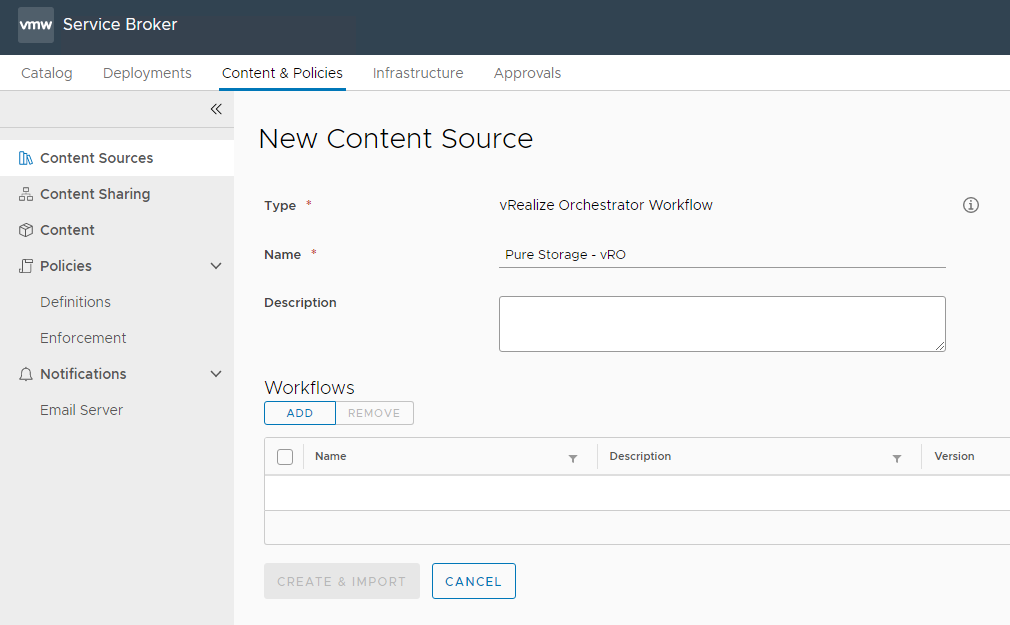 vmw Service Broker
Catalog Deployments Content & Policies Infrastructure Approvals
Content Sources
Content Sharing
Content
Policies
Definitions
Enforcement
Notifications
Email Server
New Content Source
Type * vRealize Orchestrator Workflow
Name * Pure Storage - vRO
Description
Workflows
ADD REMOVE
Name Description Version
CREATE & IMPORT CANCEL